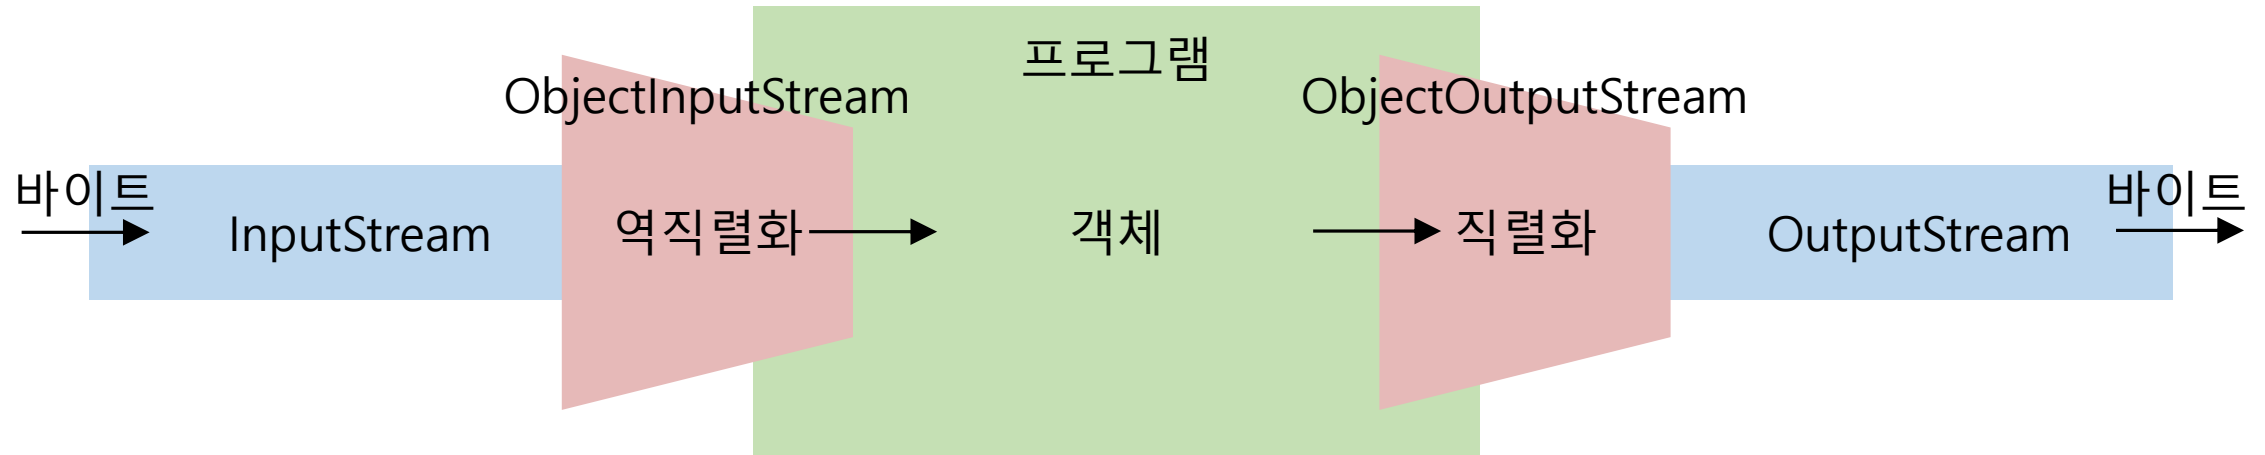 프로그램
ObjectInputStream
ObjectOutputStream
바이트
InputStream
역직렬화
객체
직렬화
OutputStream
바이트